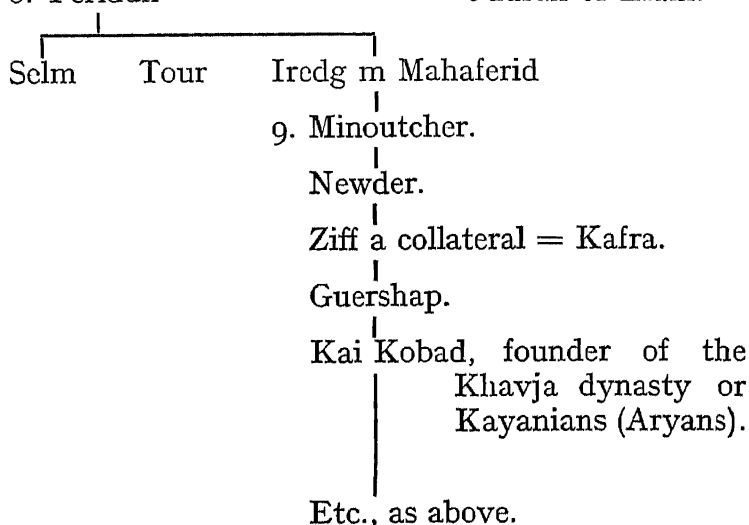 Selm Tour Iredg m Mahaferid
9. Minoutcher.
Newder.
Ziff a collateral = Kafra.
Guershap.
Kai Kobad, founder of the
Khavja dynasty or
Kayanians (Aryans).
Etc., as above.